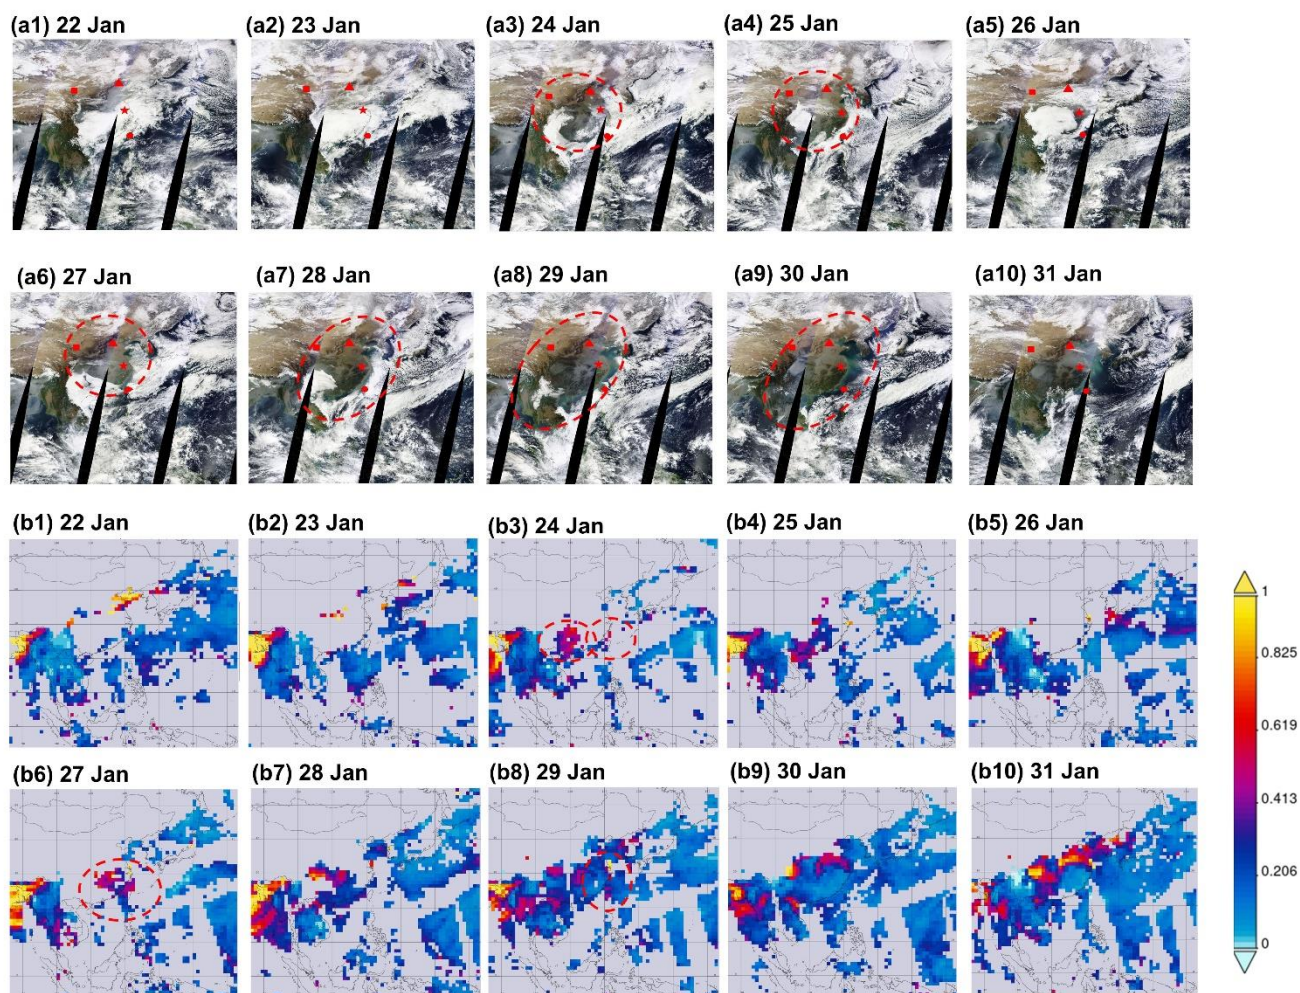 (a1) 22 Jan
(a2) 23 Jan
(a3) 24 Jan
(a4) 25 Jan
(a5) 26 Jan
(a6) 27 Jan
(a7) 28 Jan
(a8) 29 Jan
(a9) 30 Jan
(a10) 31 Jan
(b1) 22 Jan
(b2) 23 Jan
(b3) 24 Jan
(b4) 25 Jan
(b5) 26 Jan
1
0.825
0.619
0.413
0.206
0
(b6) 27 Jan
(b7) 28 Jan
(b8) 29 Jan
(b9) 30 Jan
(b10) 31 Jan